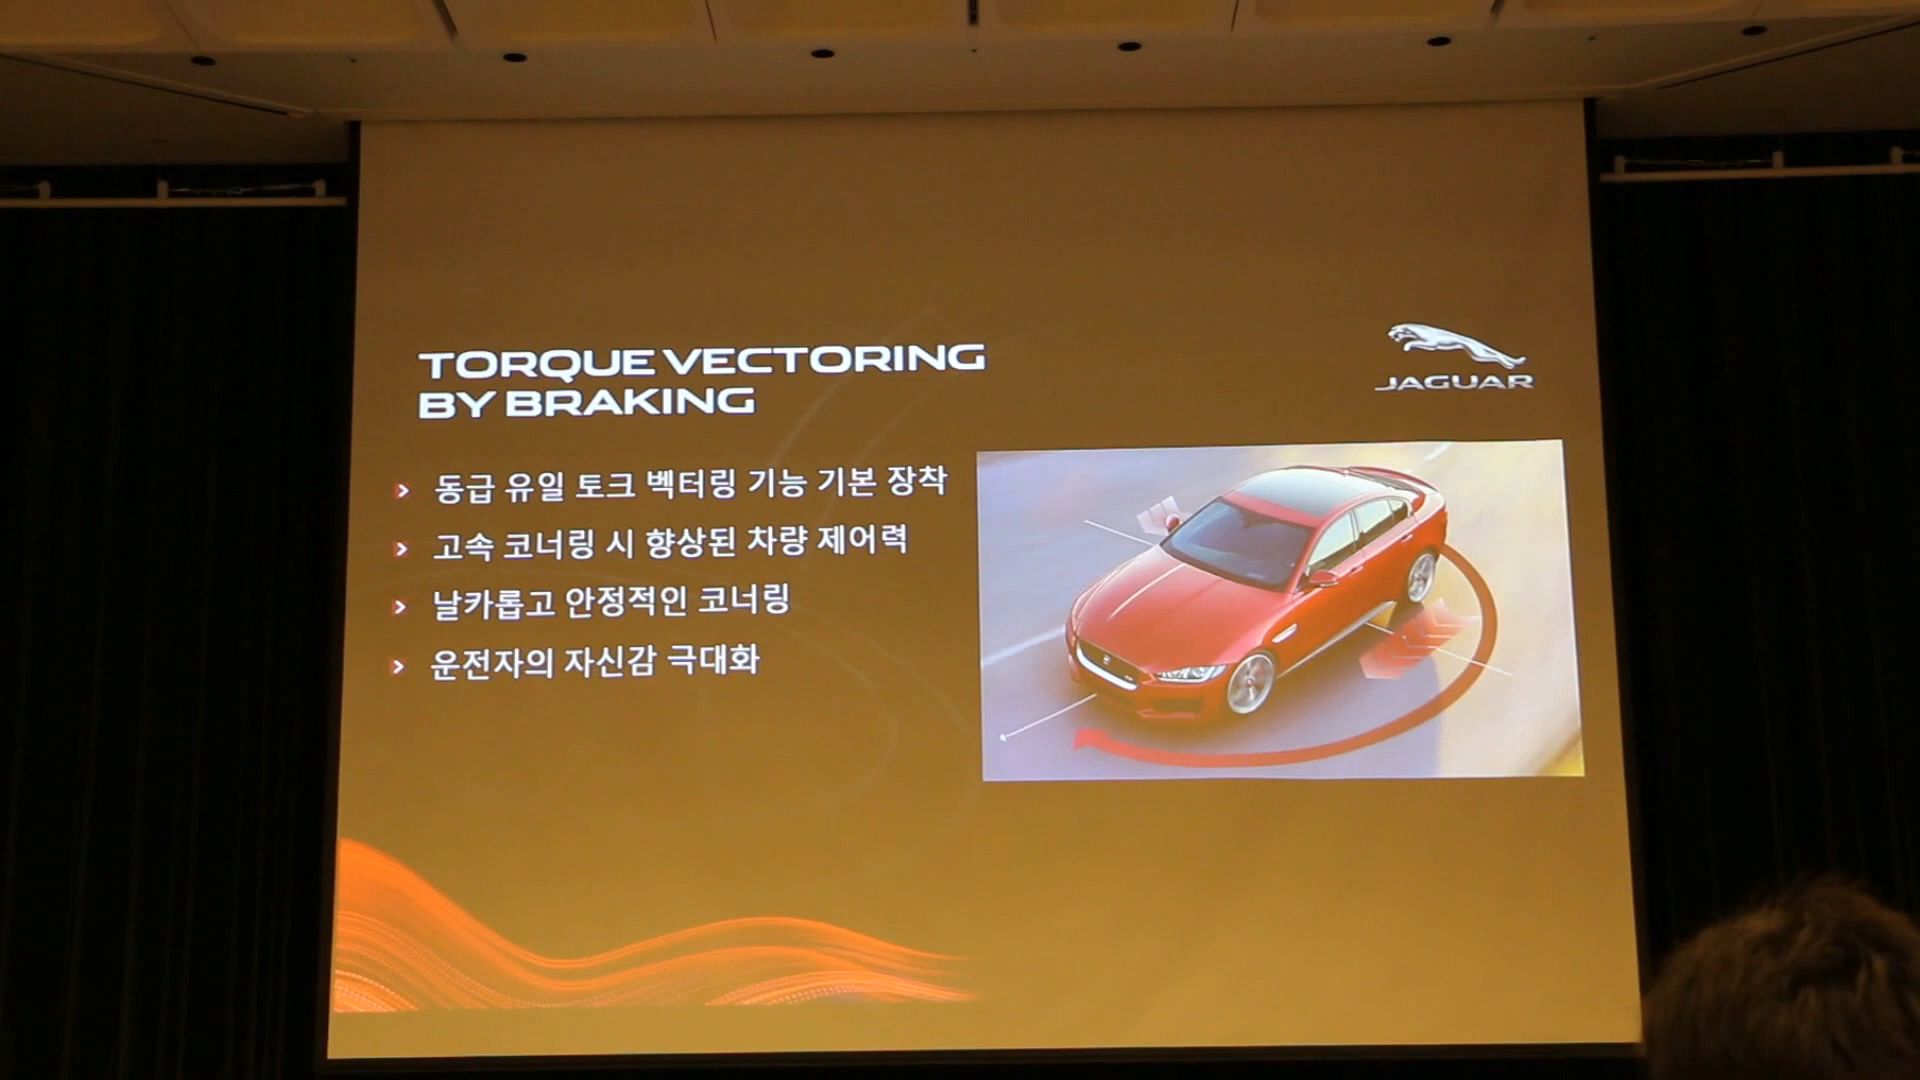 TORQUE VECTORING
BY BRAKING
JAGUAR
동급 유일 토크 벡터링 기능 기본 장착
고속 코너링 시 향상된 차량 제어력
날카롭고 안정적인 코너링
운전자의 자신감 극대화